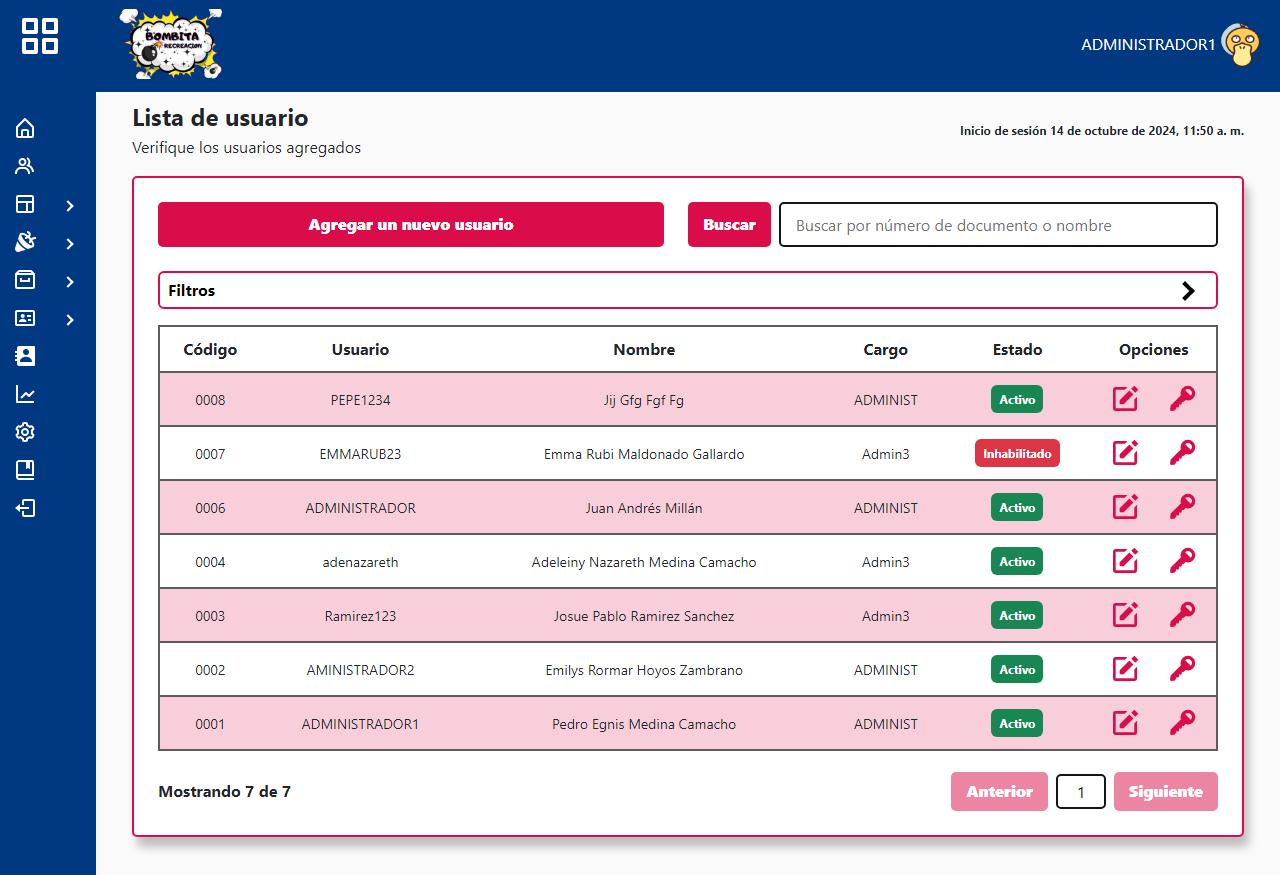 BOMBITA
RECREACION
ADMINISTRADOR1
Lista de usuario
Verifique los usuarios agregados
Inicio de sesión 14 de octubre de 2024, 11:50 a. m.
Agregar un nuevo usuario
Buscar
Buscar por número de documento o nombre
Filtros
Código Usuario Nombre Cargo Estado Opciones
0008 PEPE1234 Jij Gfg Fgf Fg ADMINIST Activo
0007 EMMARUB23 Emma Rubi Maldonado Gallardo Admin3 Inhabilitado
0006 ADMINISTRADOR Juan Andrés Millán ADMINIST Activo
0004 adenazareth Adeleiny Nazareth Medina Camacho Admin3 Activo
0003 Ramirez123 Josue Pablo Ramirez Sanchez Admin3 Activo
0002 AMINISTRADOR2 Emilys Rormar Hoyos Zambrano ADMINIST Activo
0001 ADMINISTRADOR1 Pedro Egnis Medina Camacho ADMINIST Activo
Mostrando 7 de 7
Anterior 1 Siguiente